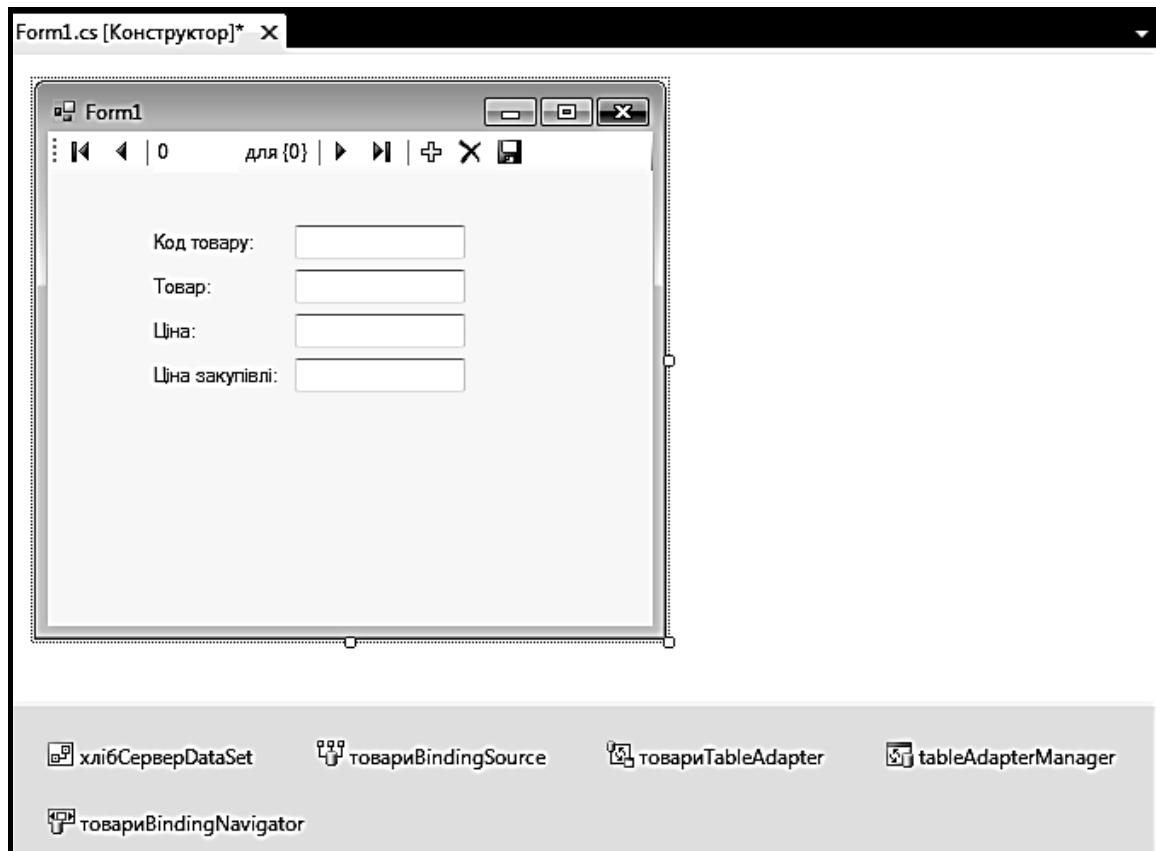 Form1.cs [Конструктор]*
Form1
0 для {0}
Код товару:
Товар:
Ціна:
Ціна закупівлі:
хлібСерверDataSet товариBindingSource товариTableAdapter tableAdapterManager
товариBindingNavigator